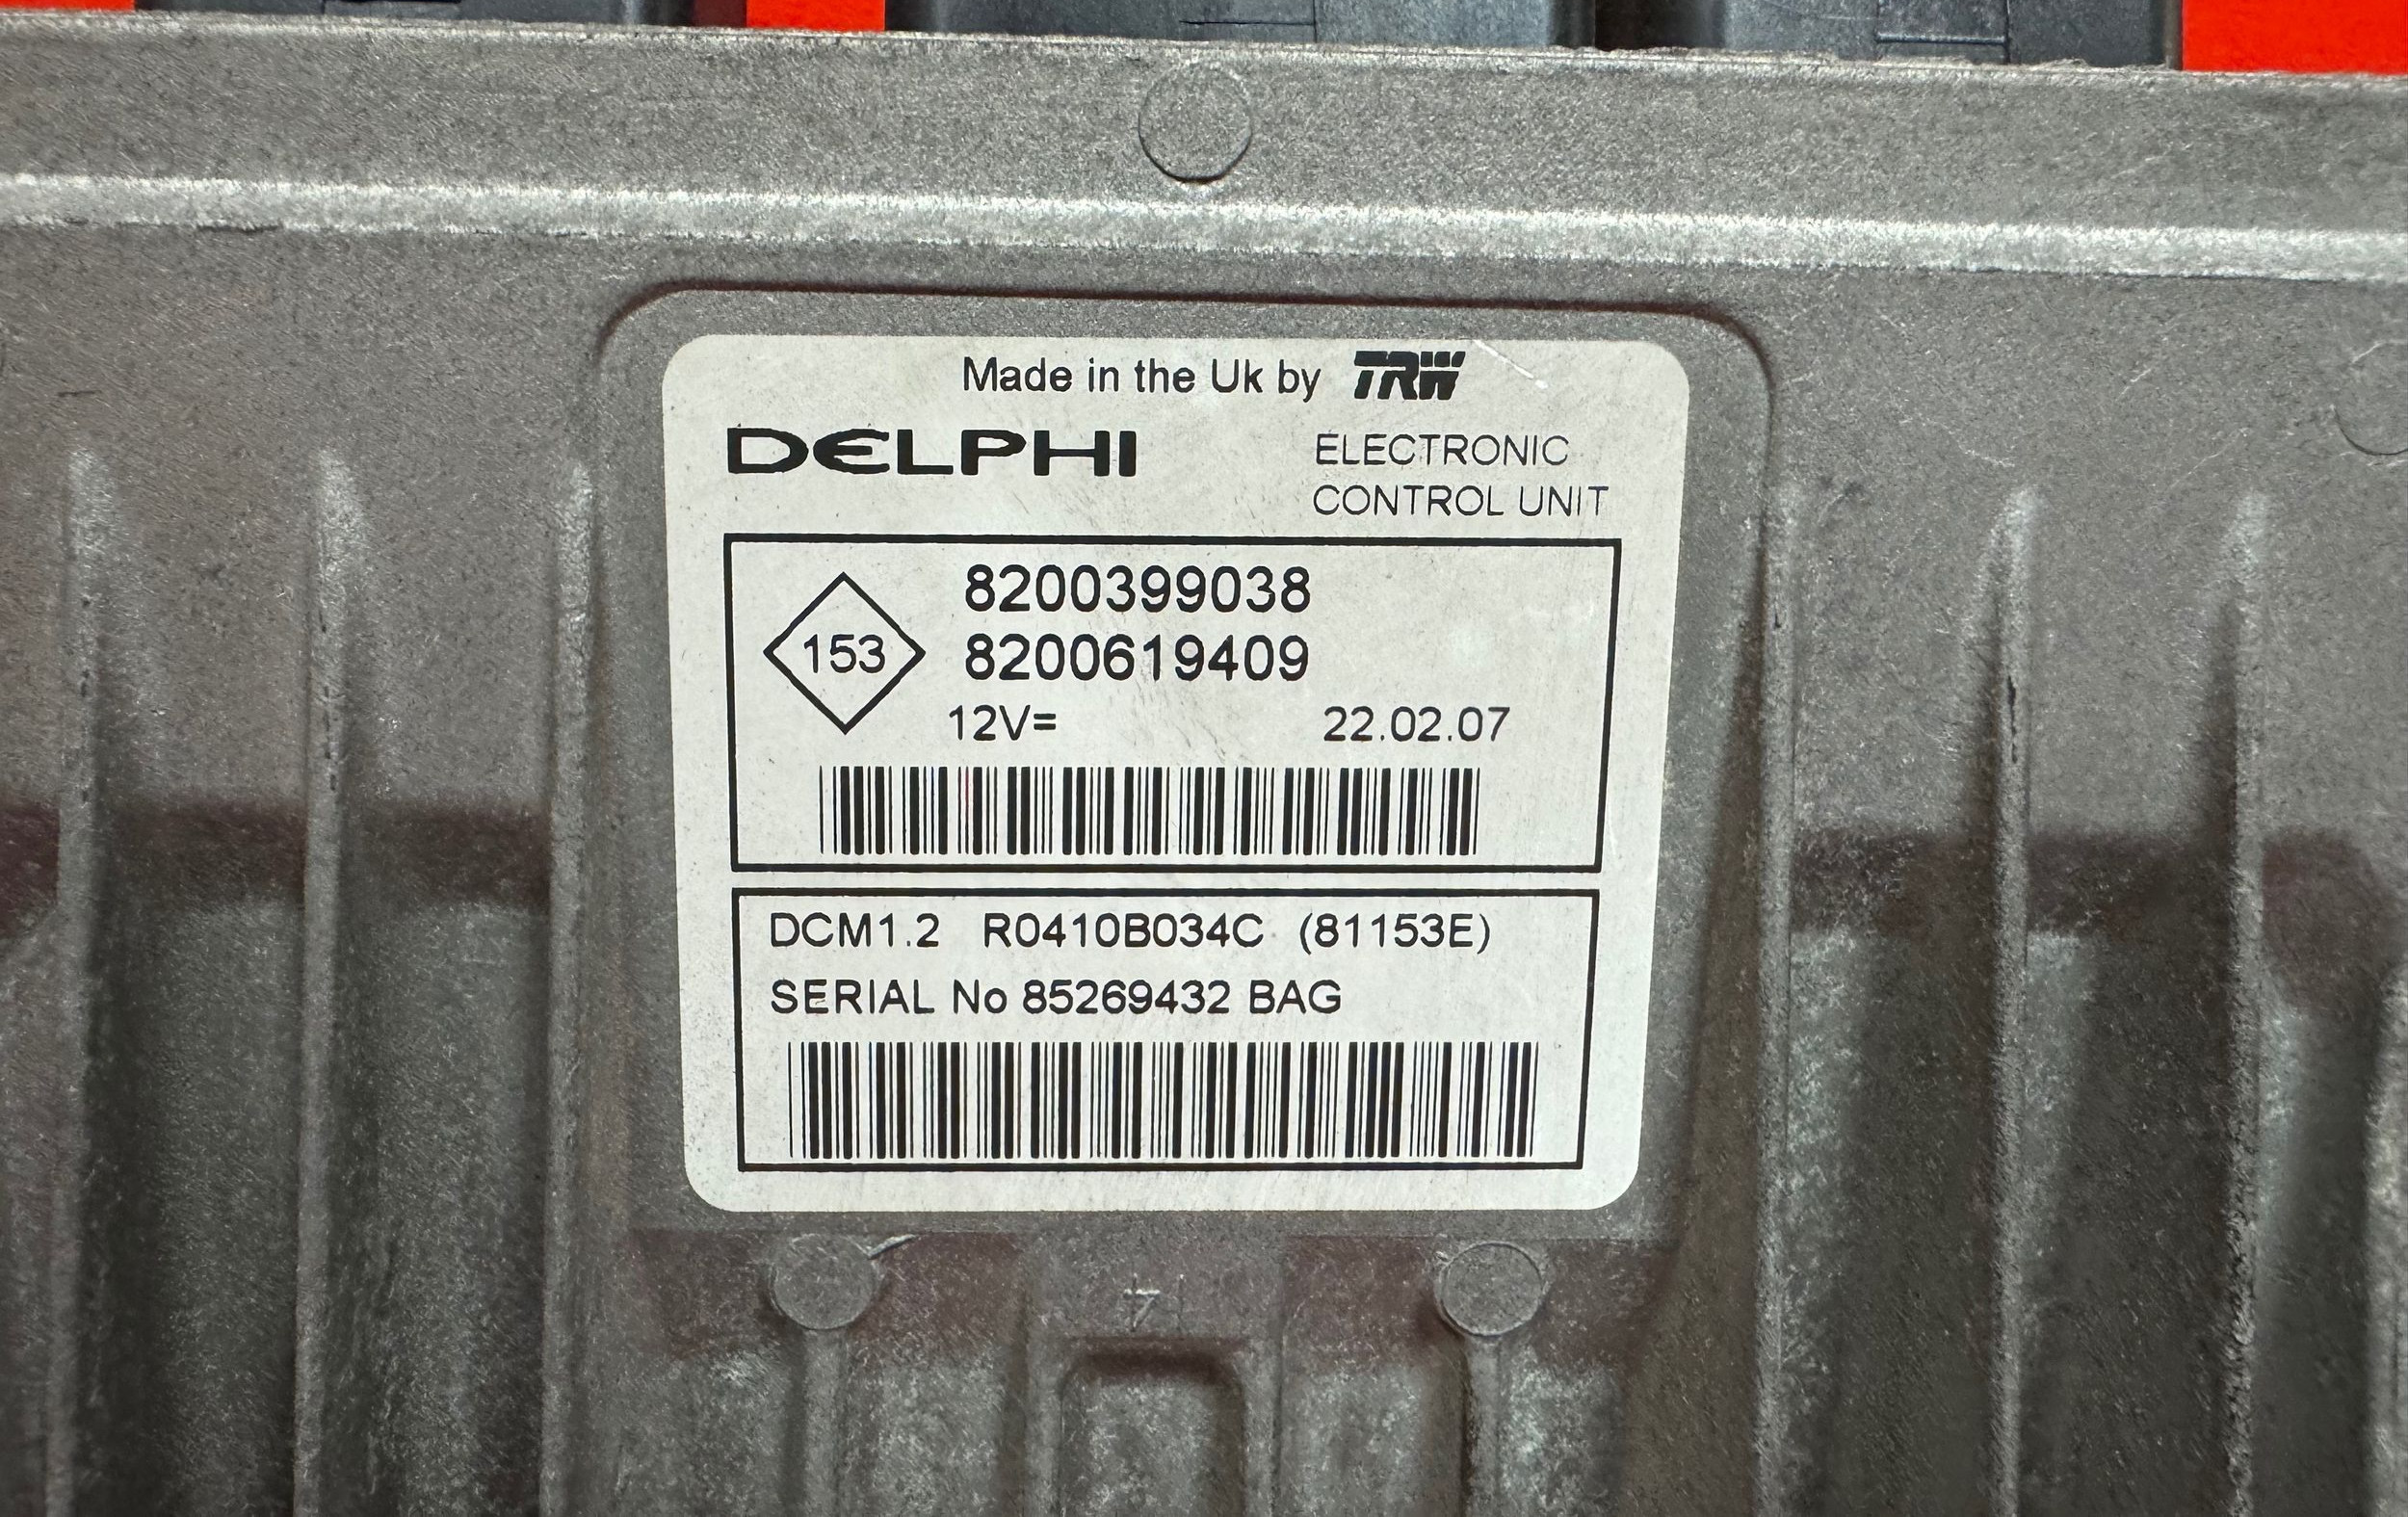 Made in the Uk by TRW
DELPHI
ELECTRONIC
CONTROL UNIT
8200399038
153
8200619409
12V= 22.02.07
DCM1.2 R0410B034C (81153E)
SERIAL No 85269432 BAG